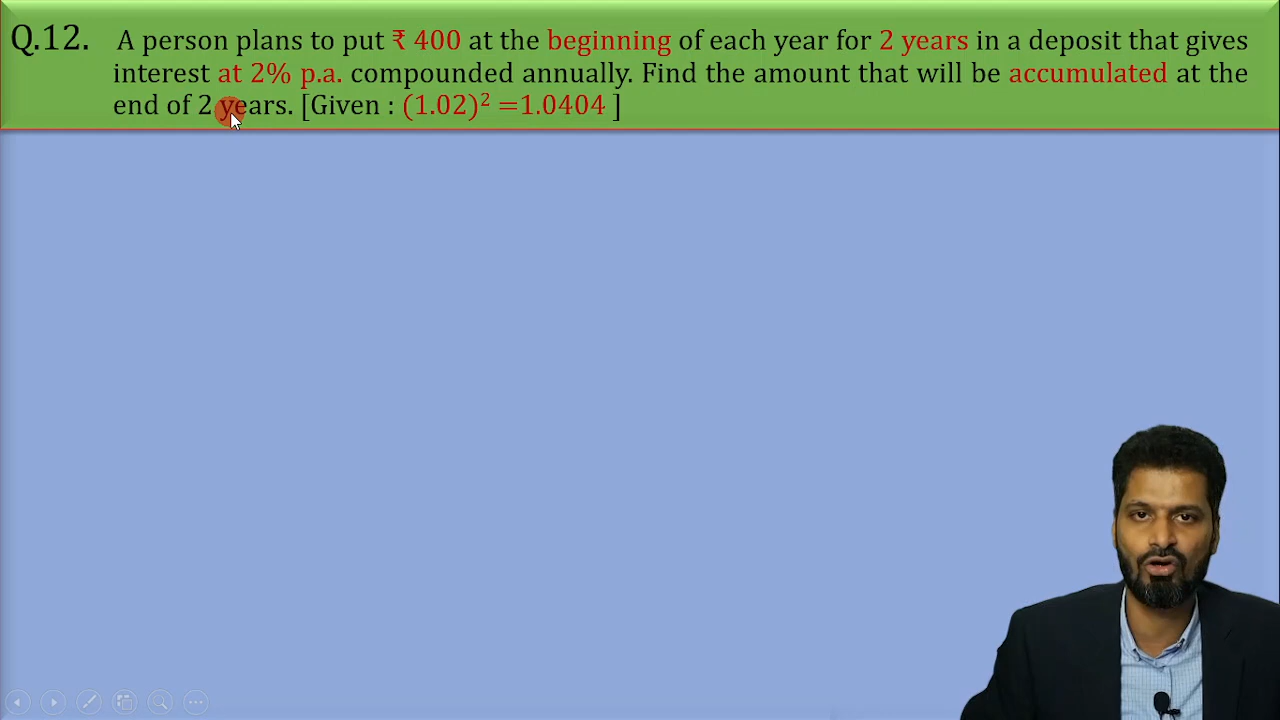 Q.12. A person plans to put ₹ 400 at the beginning of each year for 2 years in a deposit that gives
interest at 2% p.a. compounded annually. Find the amount that will be accumulated at the
end of 2 years. [Given : (1.02)² =1.0404 ]